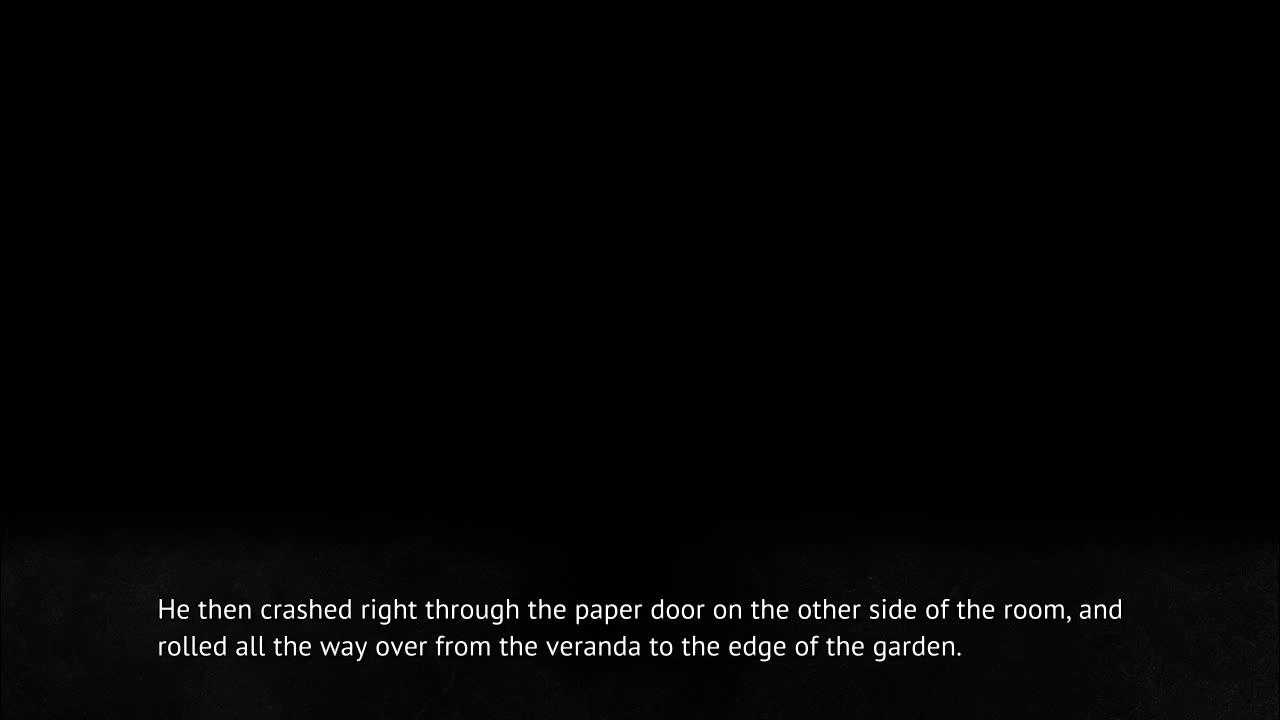 He then crashed right through the paper door on the other side of the room, and
rolled all the way over from the veranda to the edge of the garden.